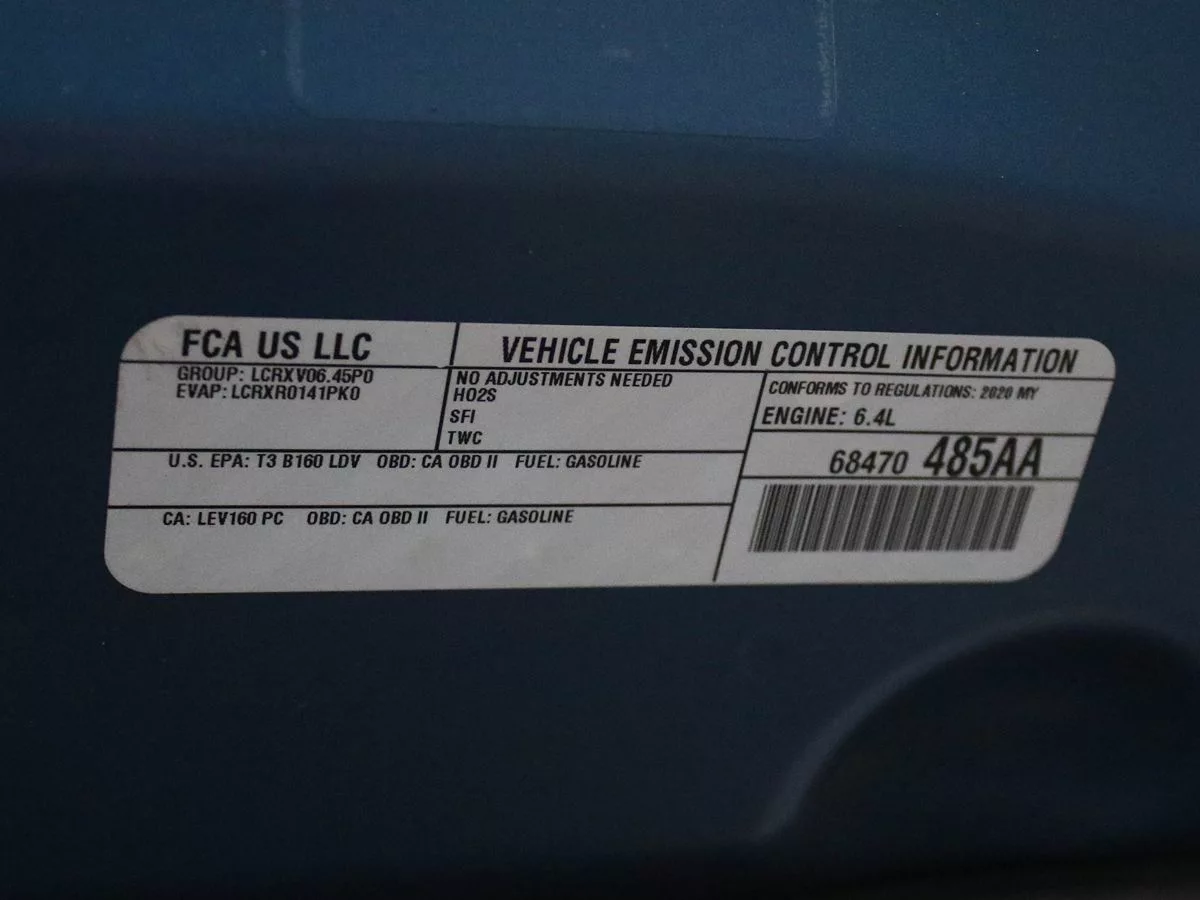 FCA US LLC
VEHICLE EMISSION CONTROL INFORMATION
GROUP: LCRXV06.45P0
EVAP: LCRXR0141PK0
NO ADJUSTMENTS NEEDED
HO2S
SFI
TWC
CONFORMS TO REGULATIONS: 2020 MY
ENGINE: 6.4L
68470 485AA
U.S. EPA: T3 B160 LDV OBD: CA OBD II FUEL: GASOLINE
CA: LEV160 PC OBD: CA OBD II FUEL: GASOLINE